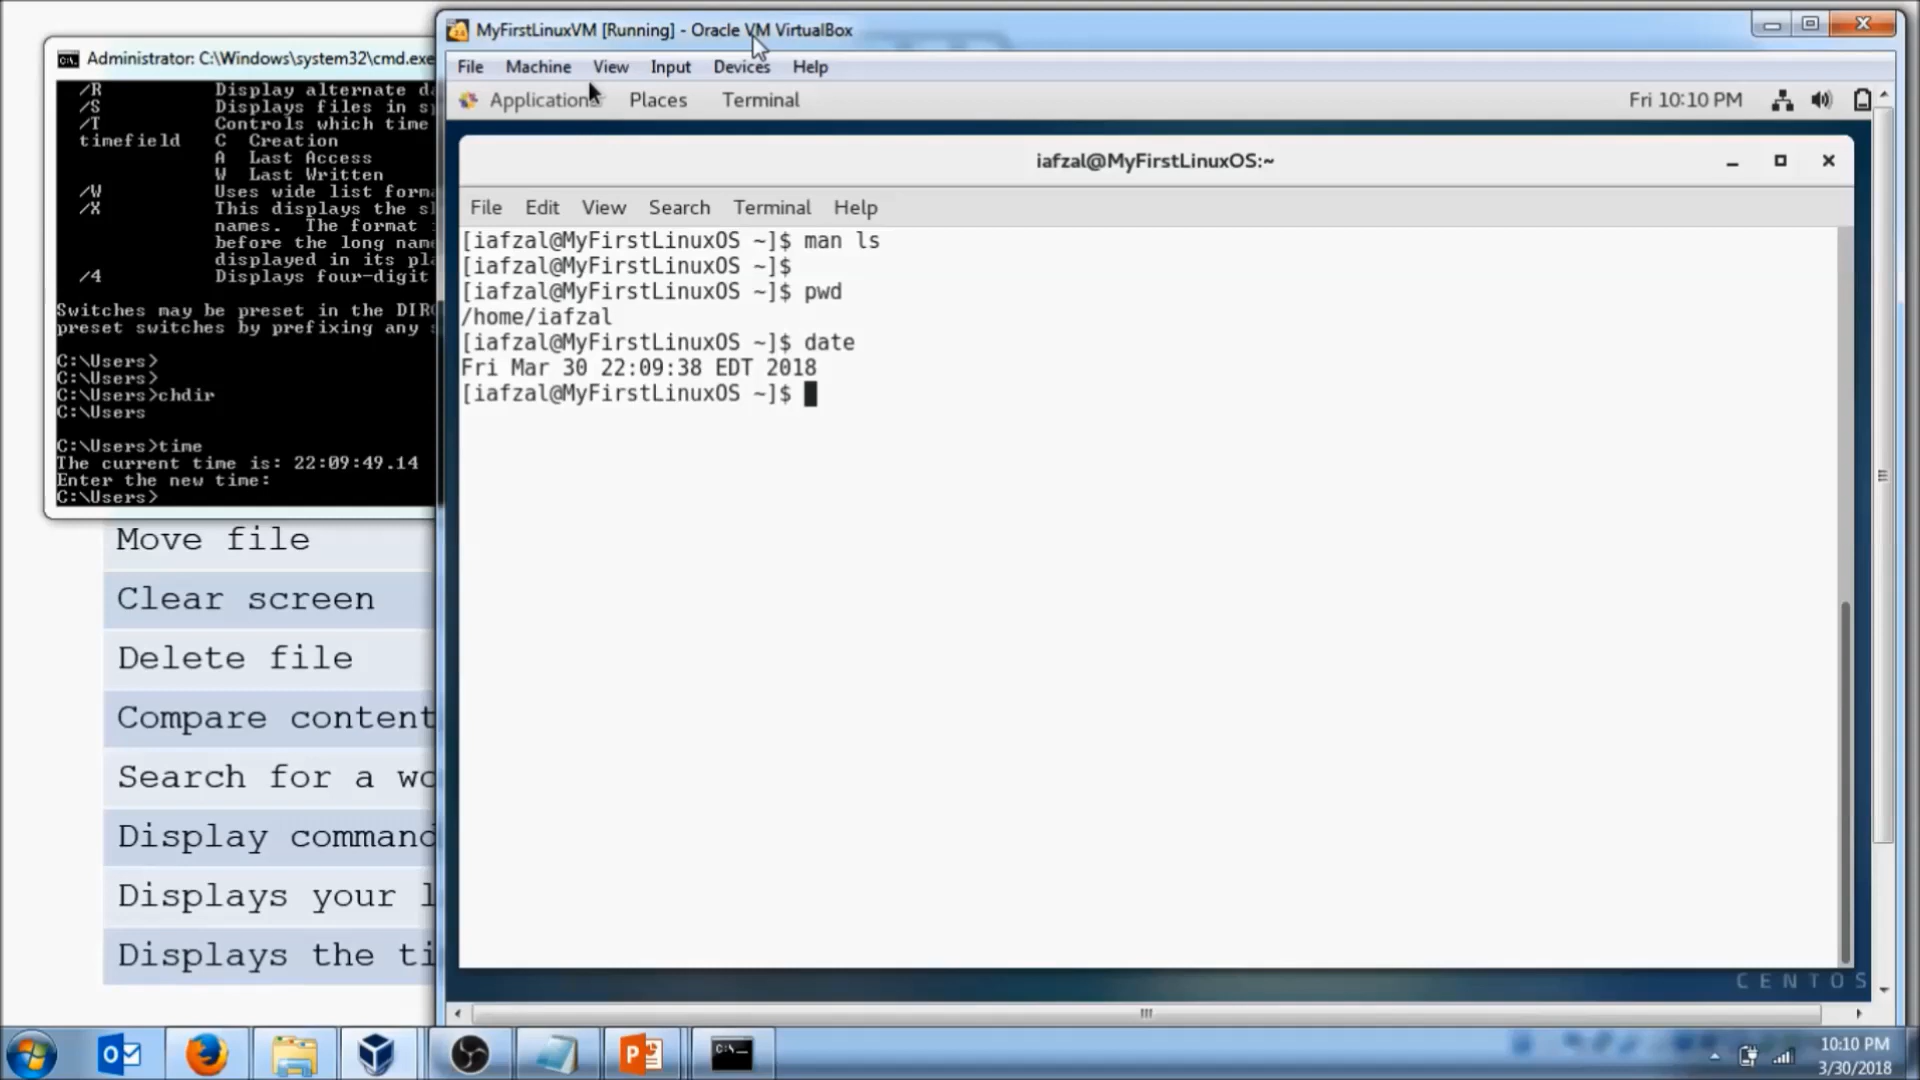 MyFirstLinuxVM [Running] - Oracle VM VirtualBox
File Machine View Input Devices Help
Applications Places Terminal
Fri 10:10 PM
iafzal@MyFirstLinuxOS:~
File Edit View Search Terminal Help
[iafzal@MyFirstLinuxOS ~]$ man ls
[iafzal@MyFirstLinuxOS ~]$
[iafzal@MyFirstLinuxOS ~]$ pwd
/home/iafzal
[iafzal@MyFirstLinuxOS ~]$ date
Fri Mar 30 22:09:38 EDT 2018
[iafzal@MyFirstLinuxOS ~]$
CENTOS
Administrator: C:\Windows\system32\cmd.exe
/R Display alternate
/S Displays files in
/T Controls which time
timefield C Creation
A Last Access
W Last Written
/W Uses wide list
/X This displays the
names. The format
before the long
displayed in its
/4 Displays four-digit
Switches may be preset in the
preset switches by prefixing any
C:\Users>
C:\Users>
C:\Users>chdir
C:\Users
C:\Users>time
The current time is: 22:09:49.14
Enter the new time:
C:\Users>
Move file
Clear screen
Delete file
Compare content
Search for a
Display command
Displays your
Displays the
10:10 PM
3/30/2018